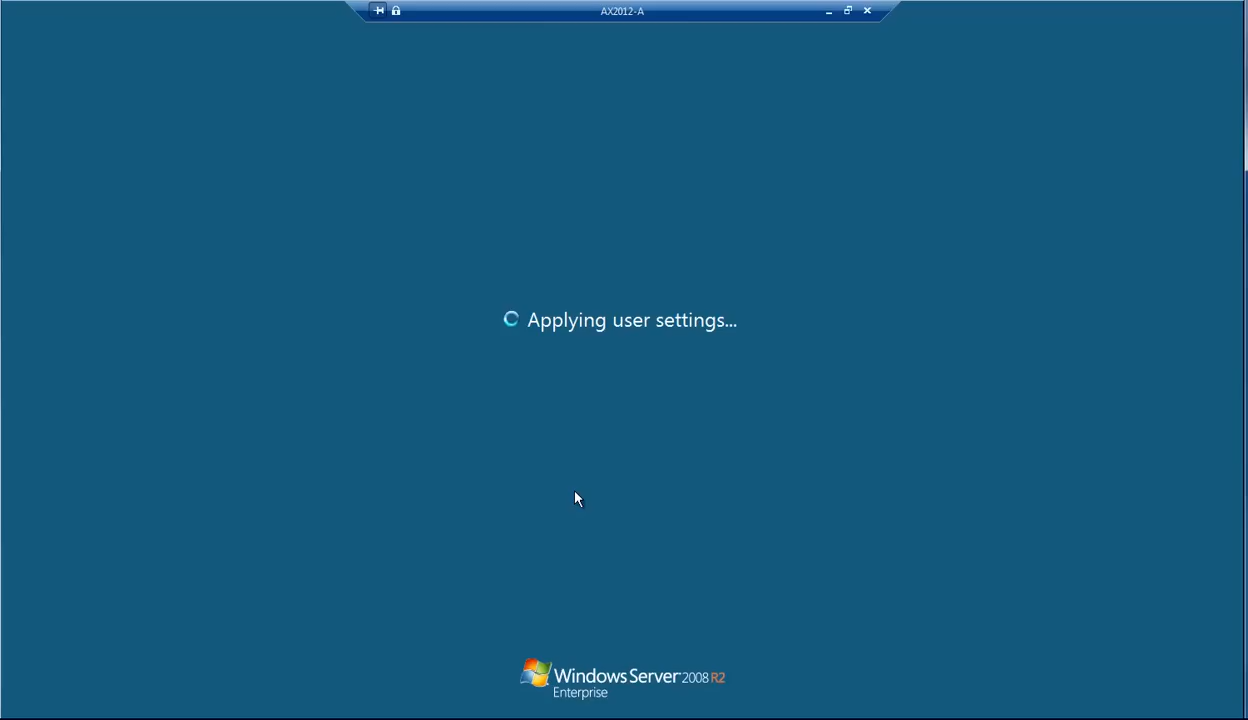 AX2012-A
Applying user settings...
Windows Server 2008 R2
Enterprise